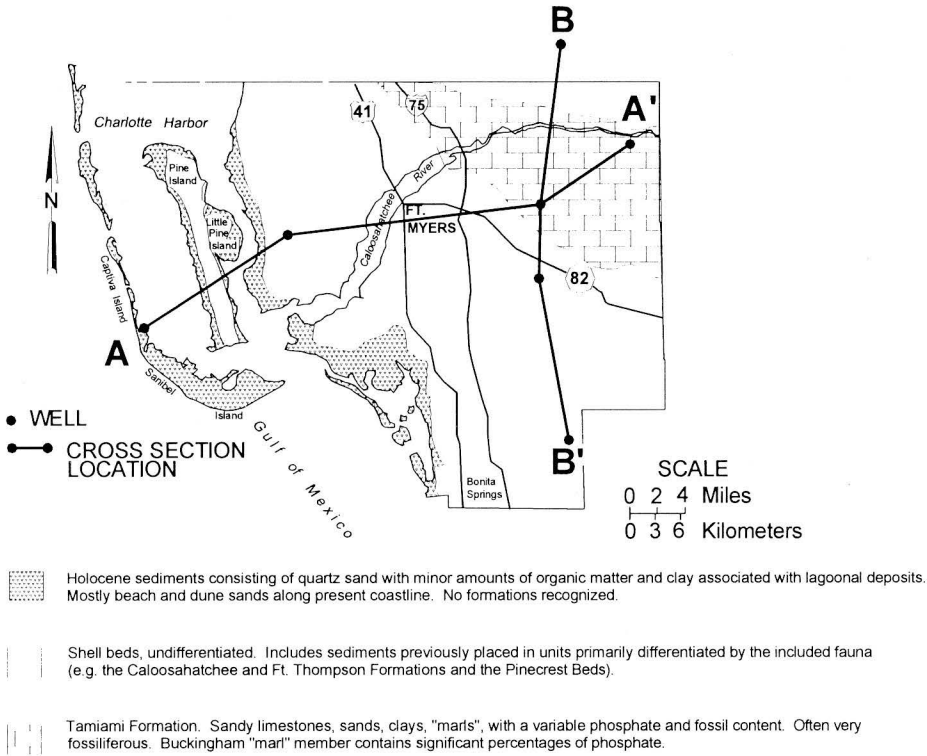 B
A'
Charlotte Harbor
41
75
N
Pine
Island
River
Little
Pine
Island
FT.
MYERS
Caloosahatchee
82
Captiva Island
A
Sanibel
Island
Gulf of Mexico
Bonita
Springs
B'
WELL
CROSS SECTION
LOCATION
SCALE
0 2 4 Miles
0 3 6 Kilometers
Holocene sediments consisting of quartz sand with minor amounts of organic matter and clay associated with lagoonal deposits.
Mostly beach and dune sands along present coastline. No formations recognized.
Shell beds, undifferentiated. Includes sediments previously placed in units primarily differentiated by the included fauna
(e.g. the Caloosahatchee and Ft. Thompson Formations and the Pinecrest Beds).
Tamiami Formation. Sandy limestones, sands, clays, "marls", with a variable phosphate and fossil content. Often very
fossiliferous. Buckingham "marl" member contains significant percentages of phosphate.